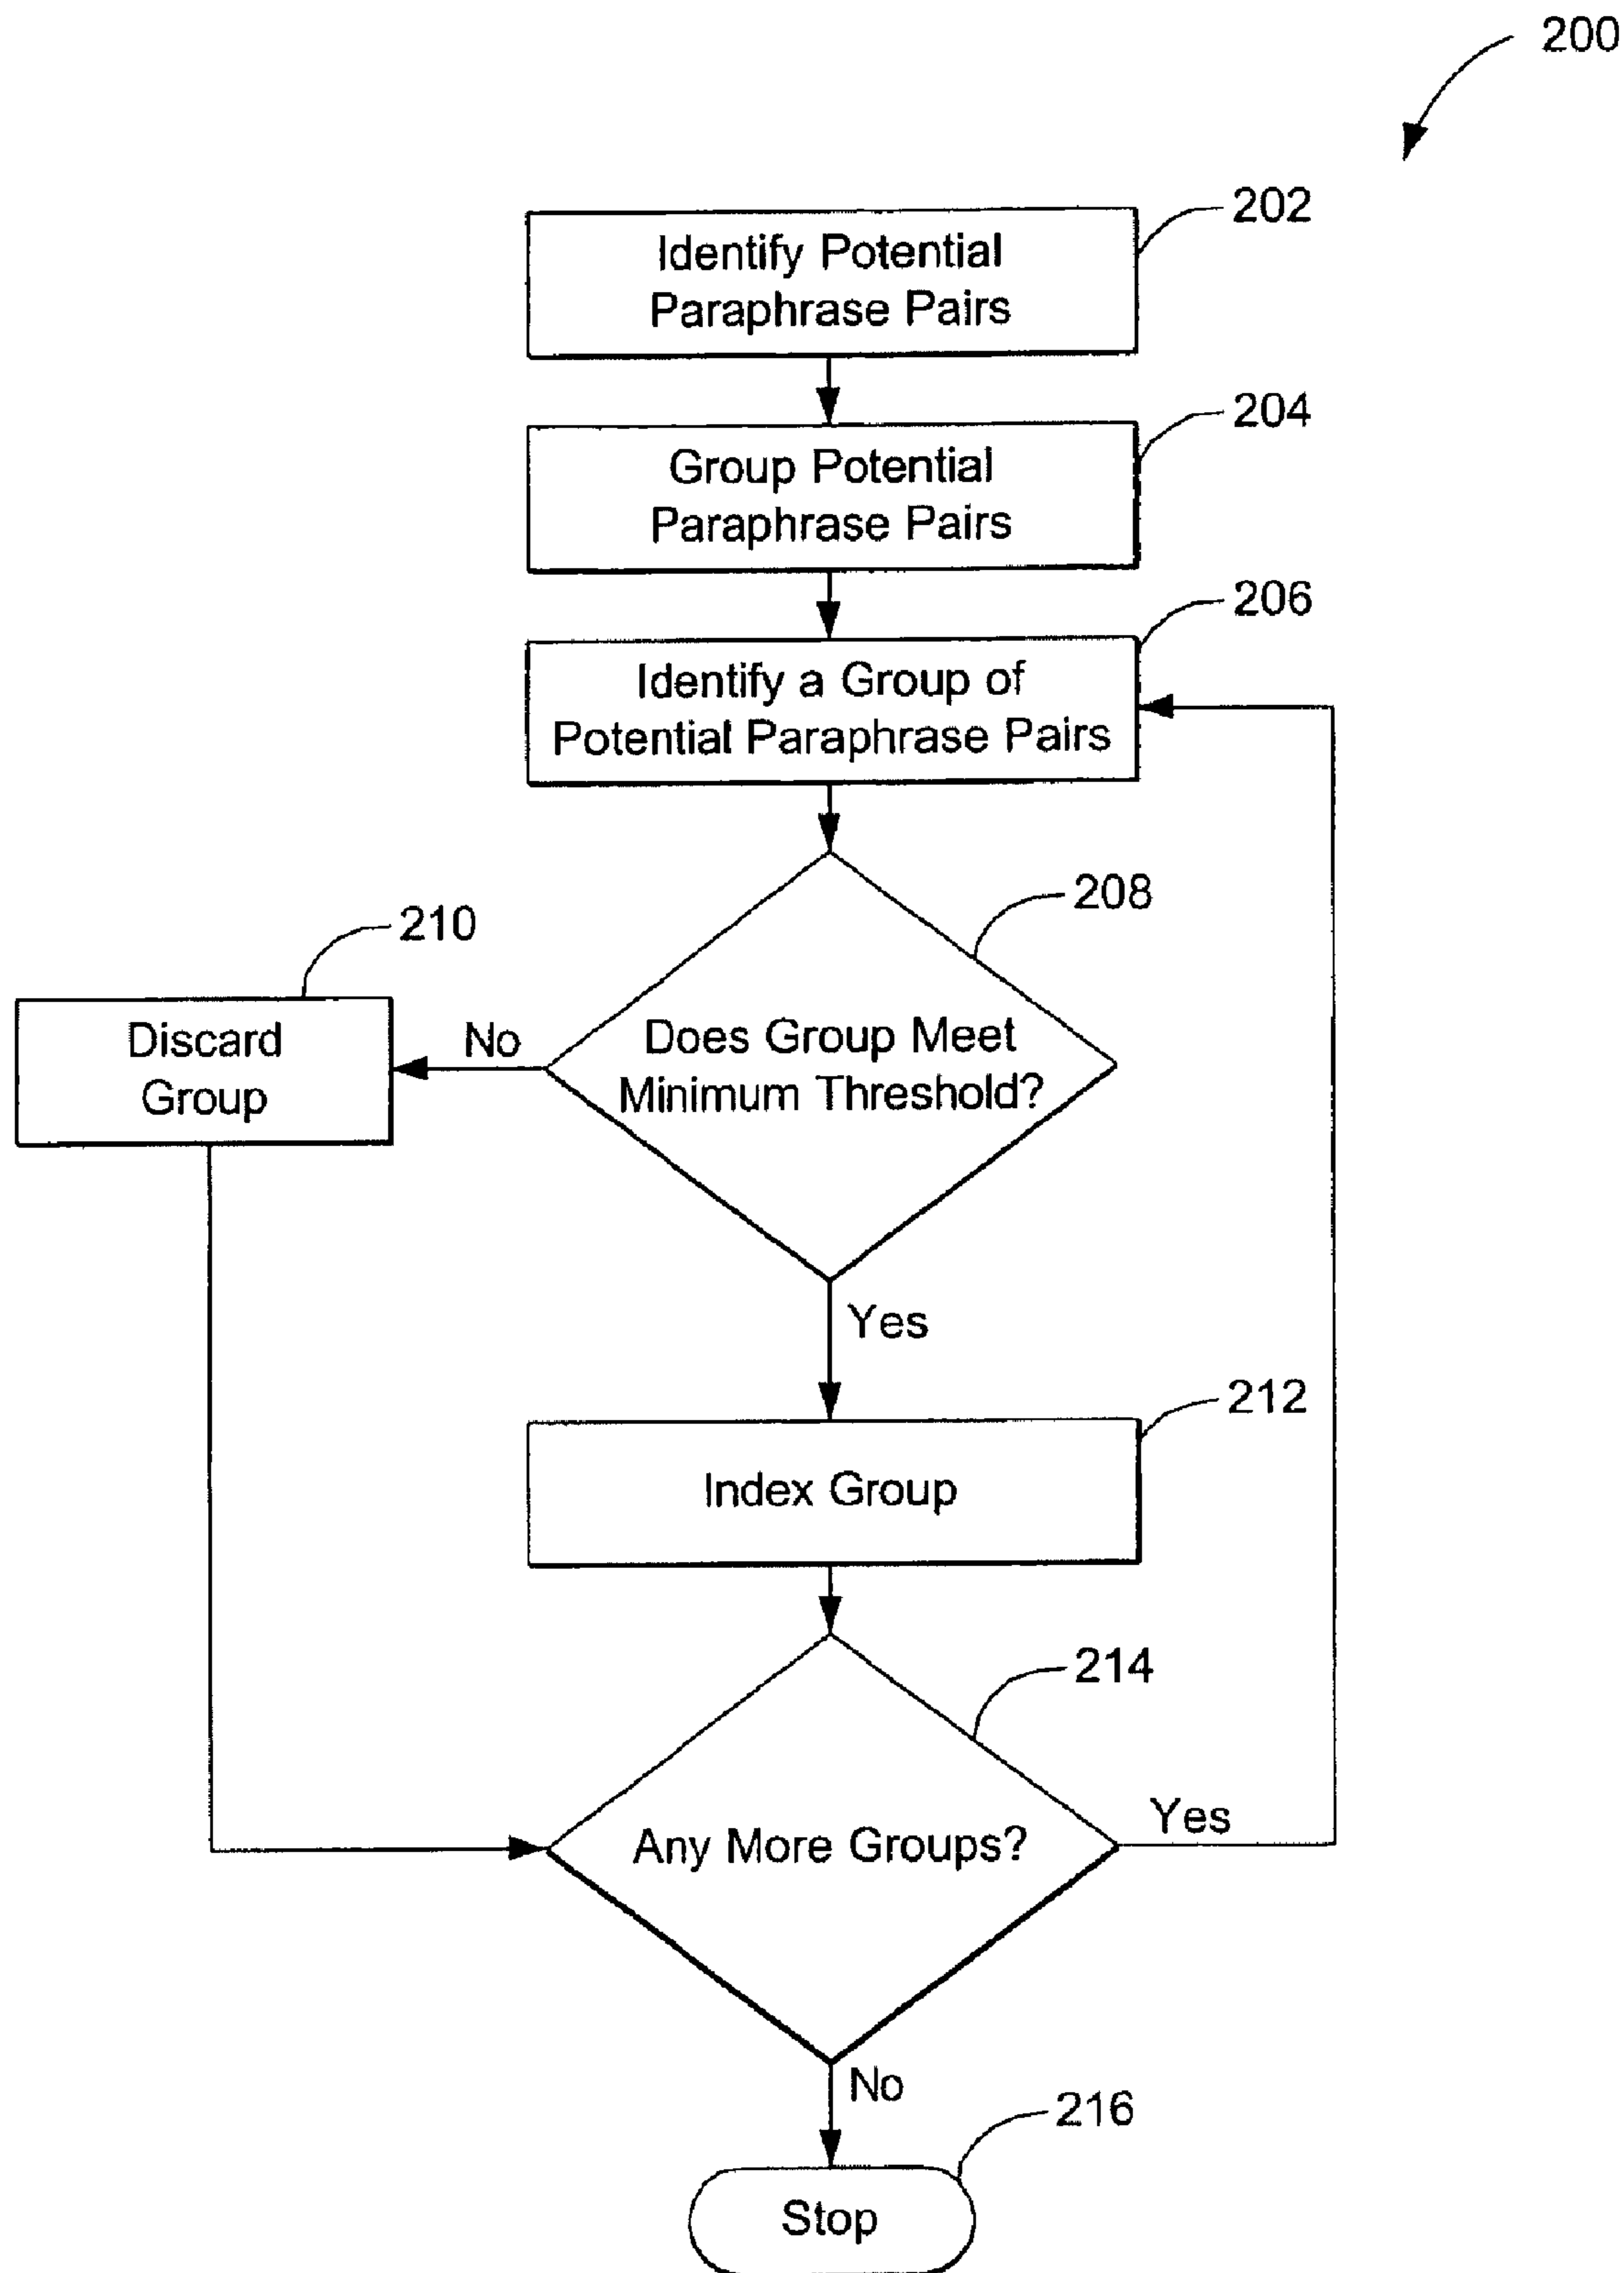 200
202
Identify Potential
Paraphrase Pairs
204
Group Potential
Paraphrase Pairs
206
Identify a Group of
Potential Paraphrase Pairs
208
210
Discard
Group
No
Does Group Meet
Minimum Threshold?
Yes
212
Index Group
214
Any More Groups?
Yes
No
216
Stop